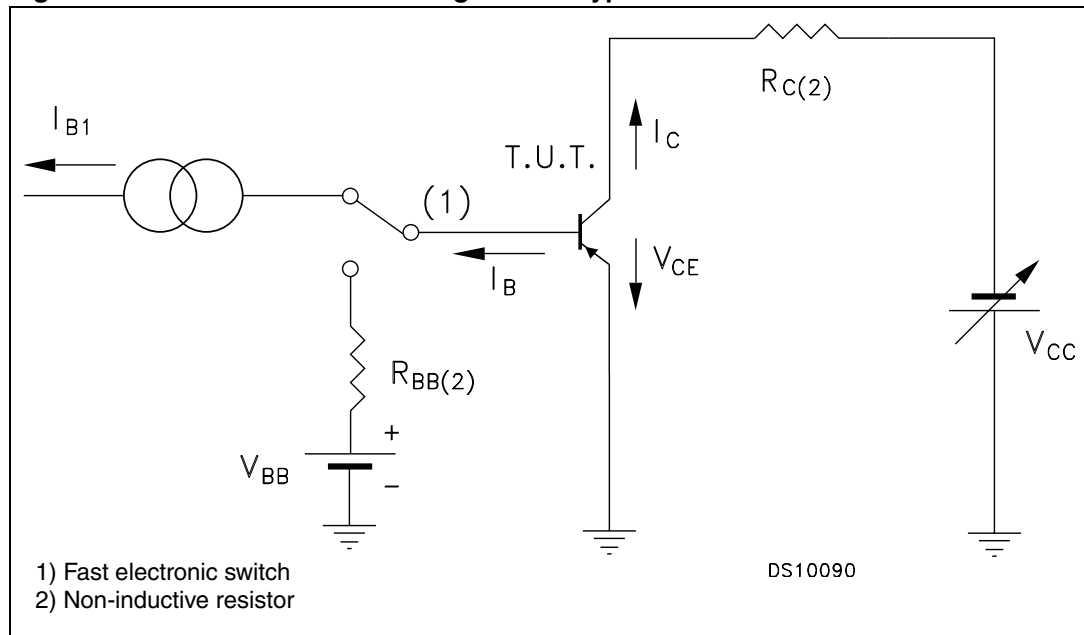 I_B1
R_C(2)
I_C
T.U.T.
(1)
V_CE
I_B
V_CC
R_BB(2)
+
V_BB
−
1) Fast electronic switch
2) Non-inductive resistor
DS10090